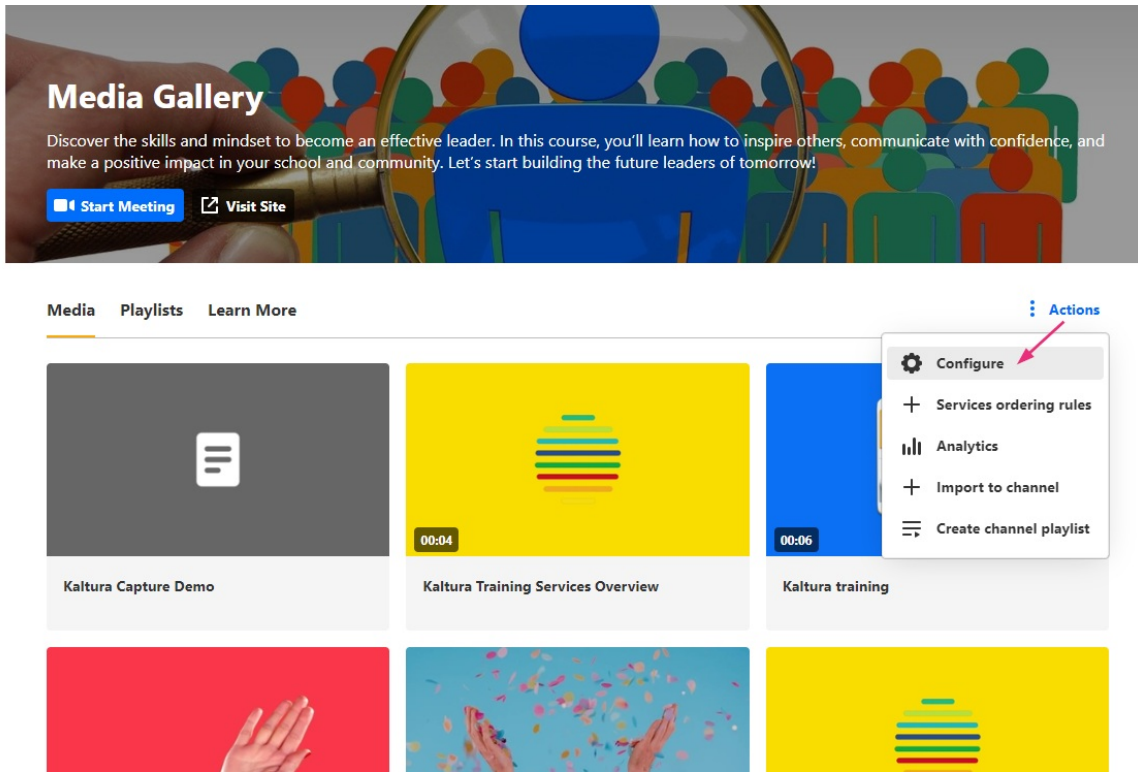 Media Gallery
Discover the skills and mindset to become an effective leader. In this course, you'll learn how to inspire others, communicate with confidence, and
make a positive impact in your school and community. Let's start building the future leaders of tomorrow!
Start Meeting Visit Site
Media Playlists Learn More Actions
Configure
Services ordering rules
Analytics
Import to channel
Create channel playlist
00:04 00:06
Kaltura Capture Demo Kaltura Training Services Overview Kaltura training